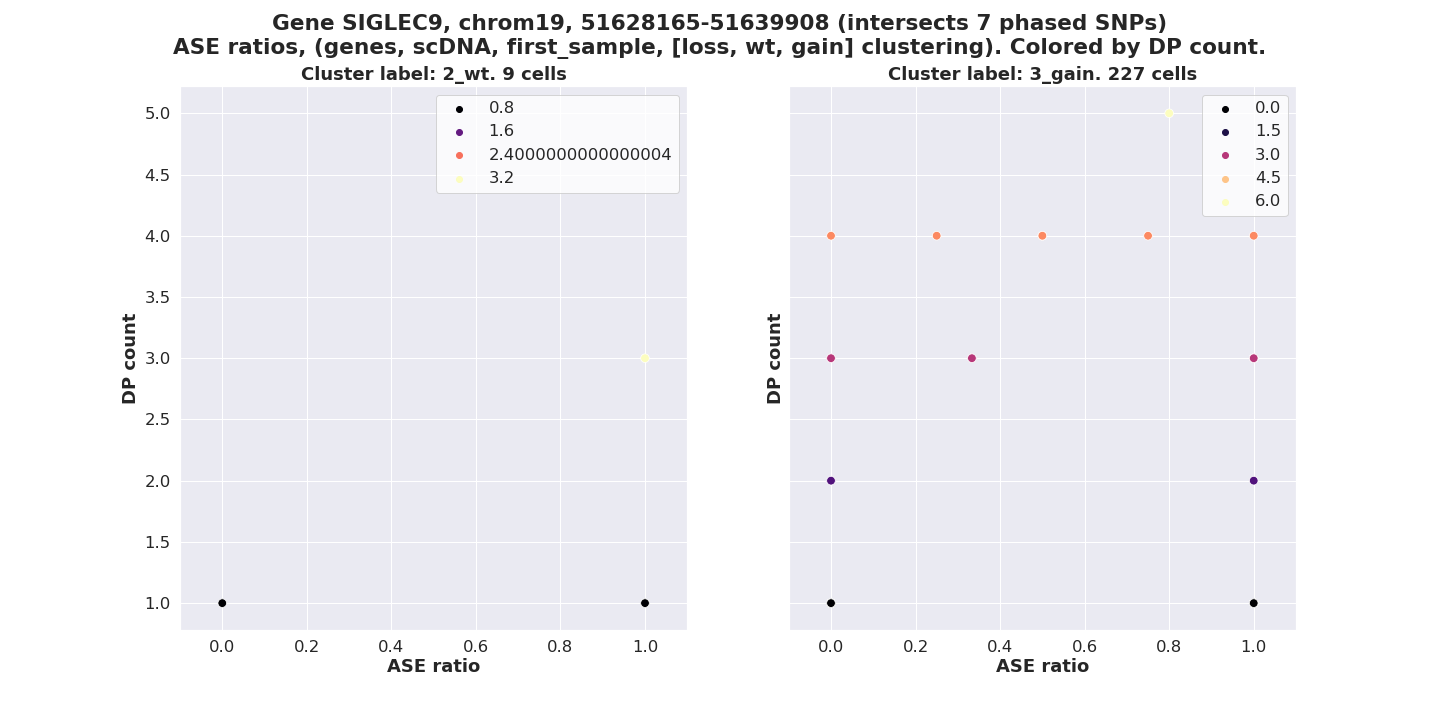 Gene SIGLEC9, chrom19, 51628165-51639908 (intersects 7 phased SNPs)
ASE ratios, (genes, scDNA, first_sample, [loss, wt, gain] clustering). Colored by DP count.
Cluster label: 2_wt. 9 cells
0.8
1.6
2.4000000000000004
3.2
5.0
4.5
4.0
3.5
3.0
2.5
2.0
1.5
1.0
DP count
0.0 0.2 0.4 0.6 0.8 1.0
ASE ratio
Cluster label: 3_gain. 227 cells
0.0
1.5
3.0
4.5
6.0
DP count
0.0 0.2 0.4 0.6 0.8 1.0
ASE ratio